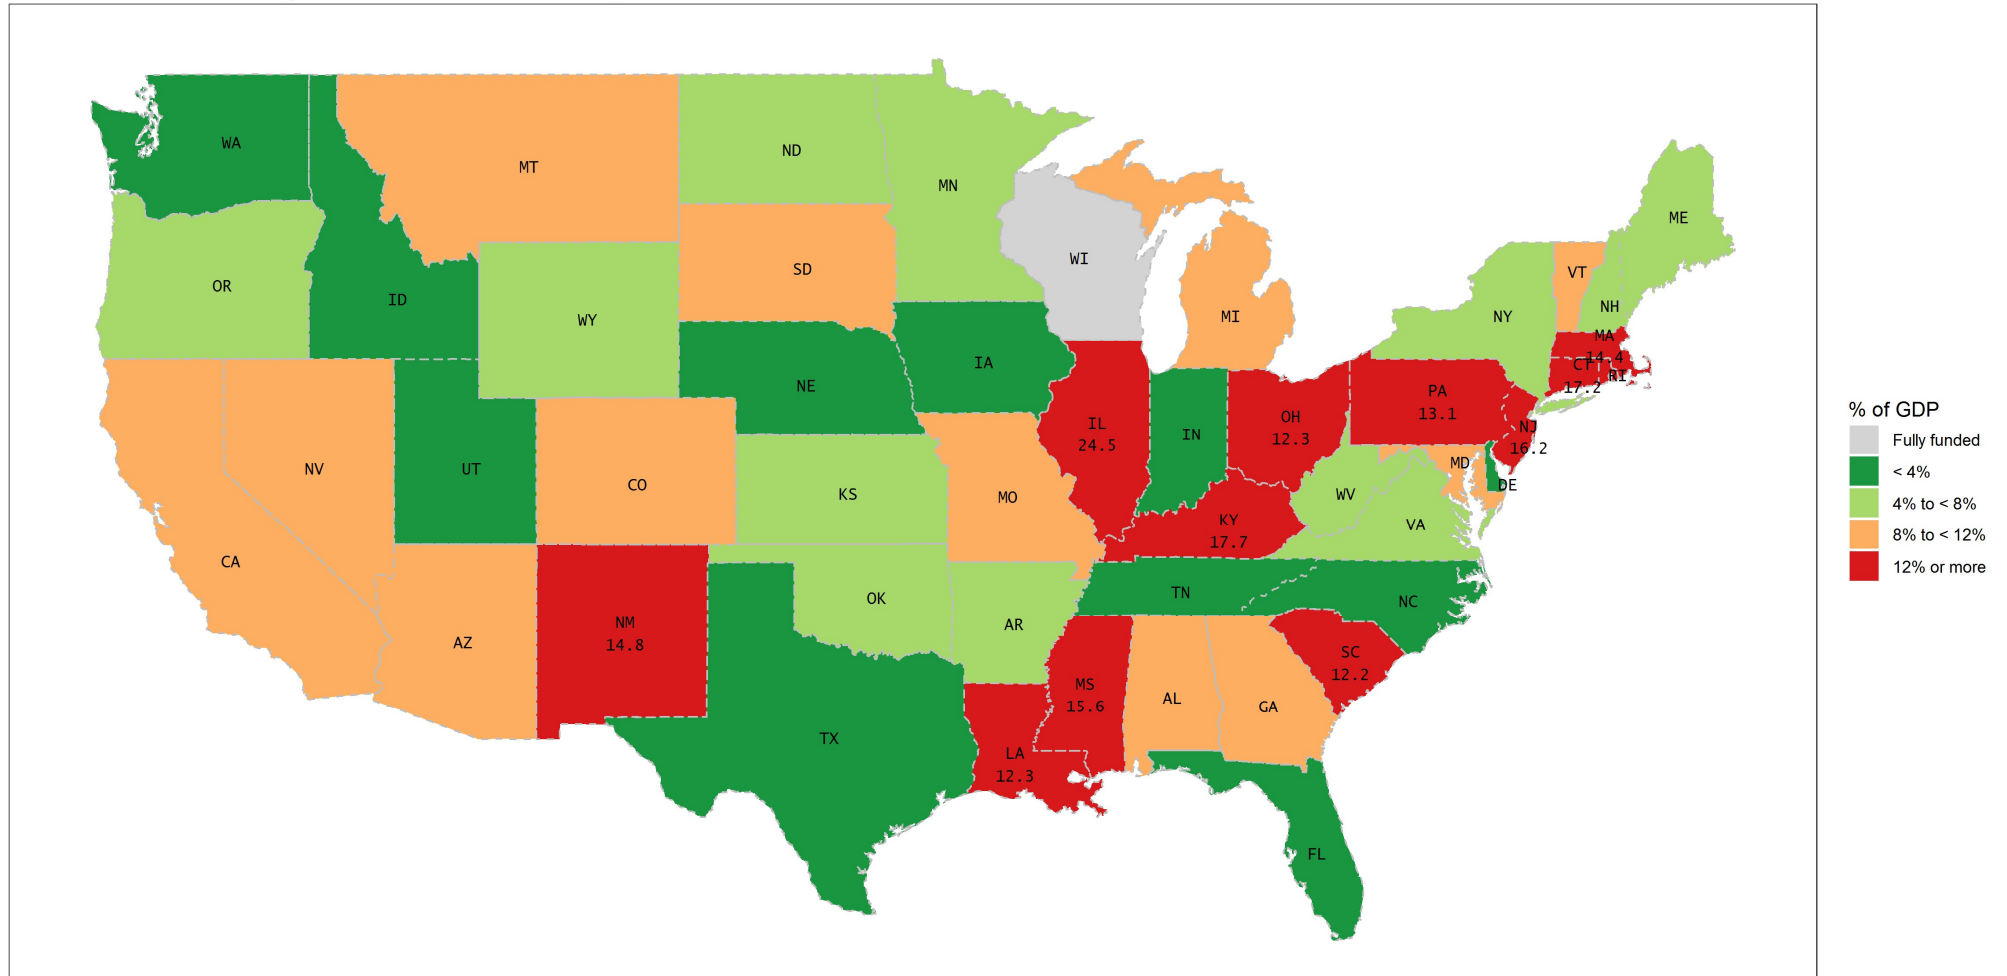 WA
MT
ND
MN
ME
OR
ID
WY
SD
WI
MI
NY
VT
NH
MA
14.4
CT
17.2
RI
NE
IA
IL
24.5
IN
OH
12.3
PA
13.1
NJ
16.2
NV
UT
CO
KS
MO
KY
17.7
WV
MD
DE
VA
CA
AZ
NM
14.8
OK
AR
TN
NC
SC
12.2
TX
LA
12.3
MS
15.6
AL
GA
FL
% of GDP
Fully funded
< 4%
4% to < 8%
8% to < 12%
12% or more